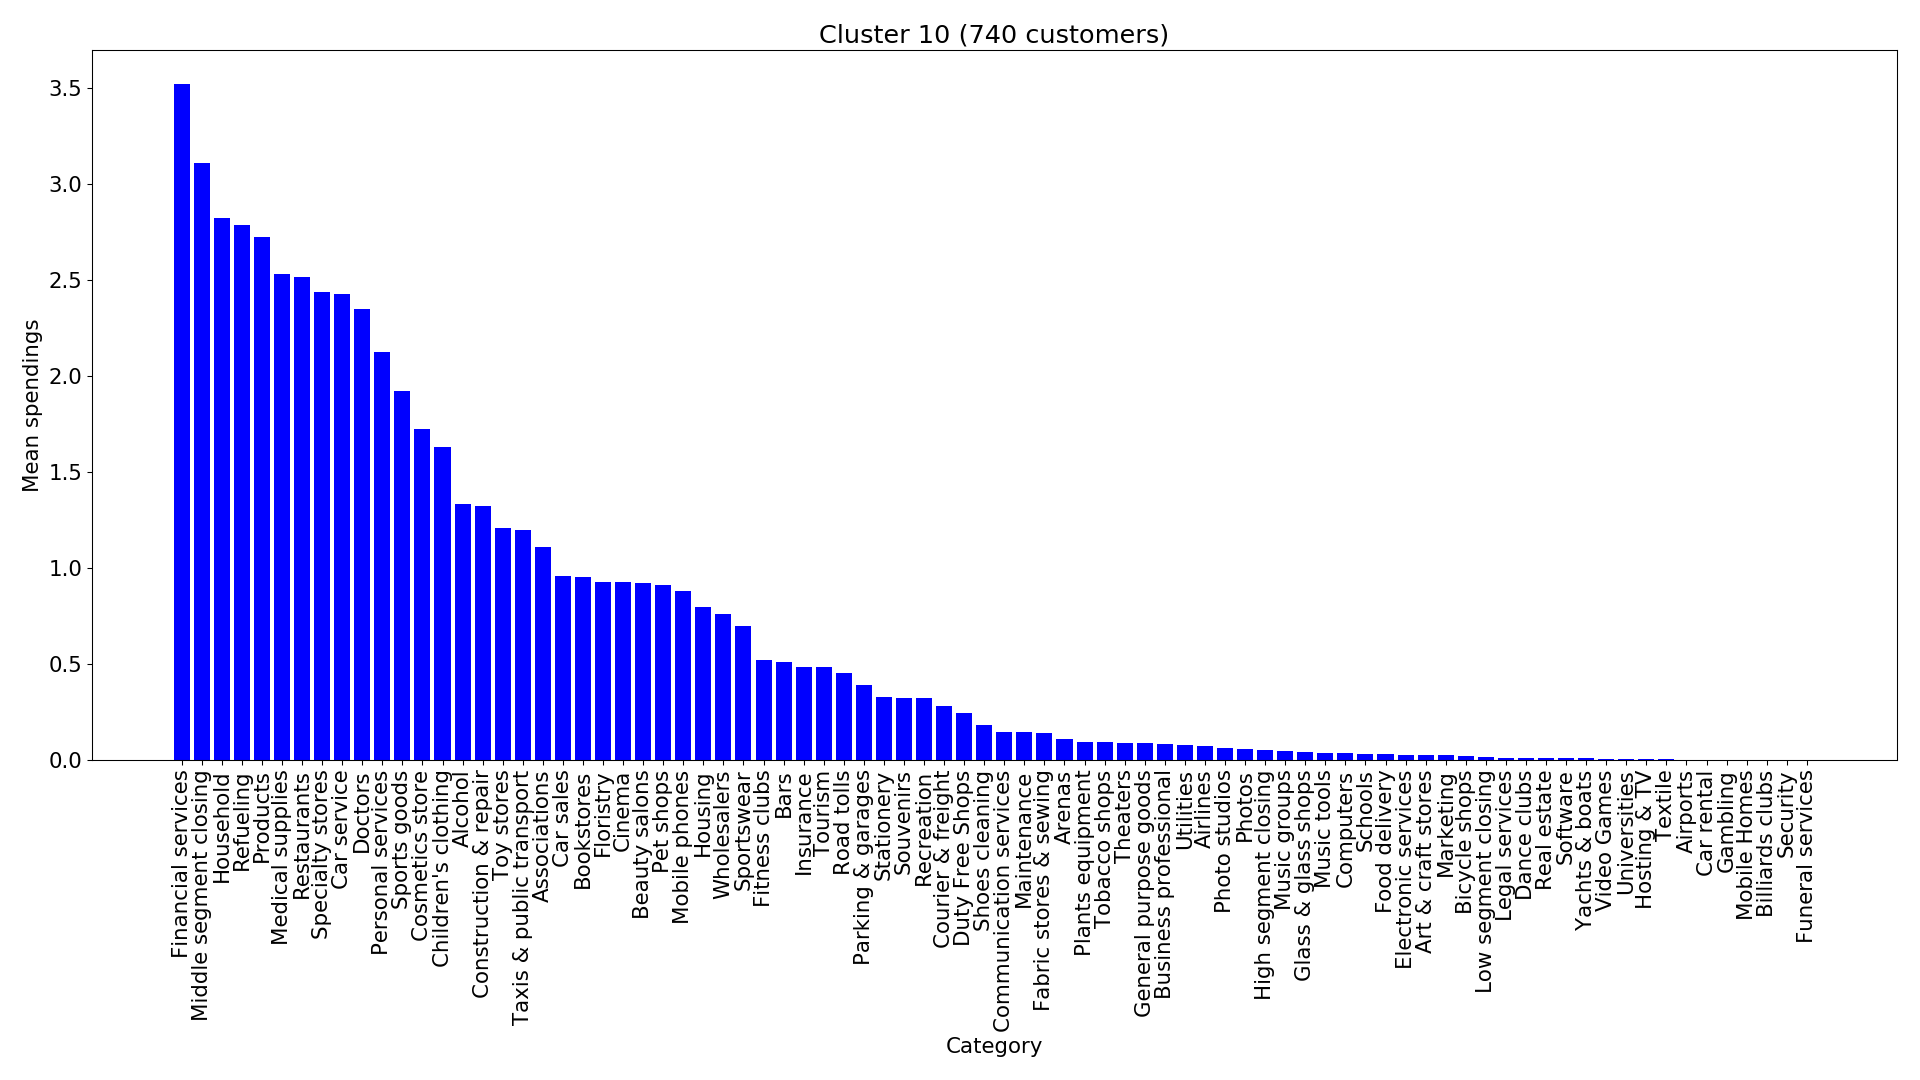 Cluster 10 (740 customers)
3.5
3.0
2.5
2.0
1.5
1.0
0.5
0.0
Mean spendings
Financial services
Middle segment closing
Household
Refueling
Products
Medical supplies
Restaurants
Specialty stores
Car service
Doctors
Personal services
Sports goods
Cosmetics store
Children's clothing
Alcohol
Construction & repair
Toy stores
Taxis & public transport
Associations
Car sales
Bookstores
Floristry
Cinema
Beauty salons
Pet shops
Mobile phones
Housing
Wholesalers
Sportswear
Fitness clubs
Bars
Insurance
Tourism
Road tolls
Parking & garages
Stationery
Souvenirs
Recreation
Courier & freight
Duty Free Shops
Shoes cleaning
Communication services
Maintenance
Fabric stores & sewing
Arenas
Plants equipment
Tobacco shops
Theaters
General purpose goods
Business professional
Utilities
Airlines
Photo studios
Photos
High segment closing
Music groups
Glass & glass shops
Music tools
Computers
Schools
Food delivery
Electronic services
Art & craft stores
Marketing
Bicycle shops
Low segment closing
Legal services
Dance clubs
Real estate
Software
Yachts & boats
Video Games
Universities
Hosting & TV
Textile
Airports
Car rental
Gambling
Mobile Homes
Billiards clubs
Security
Funeral services
Category